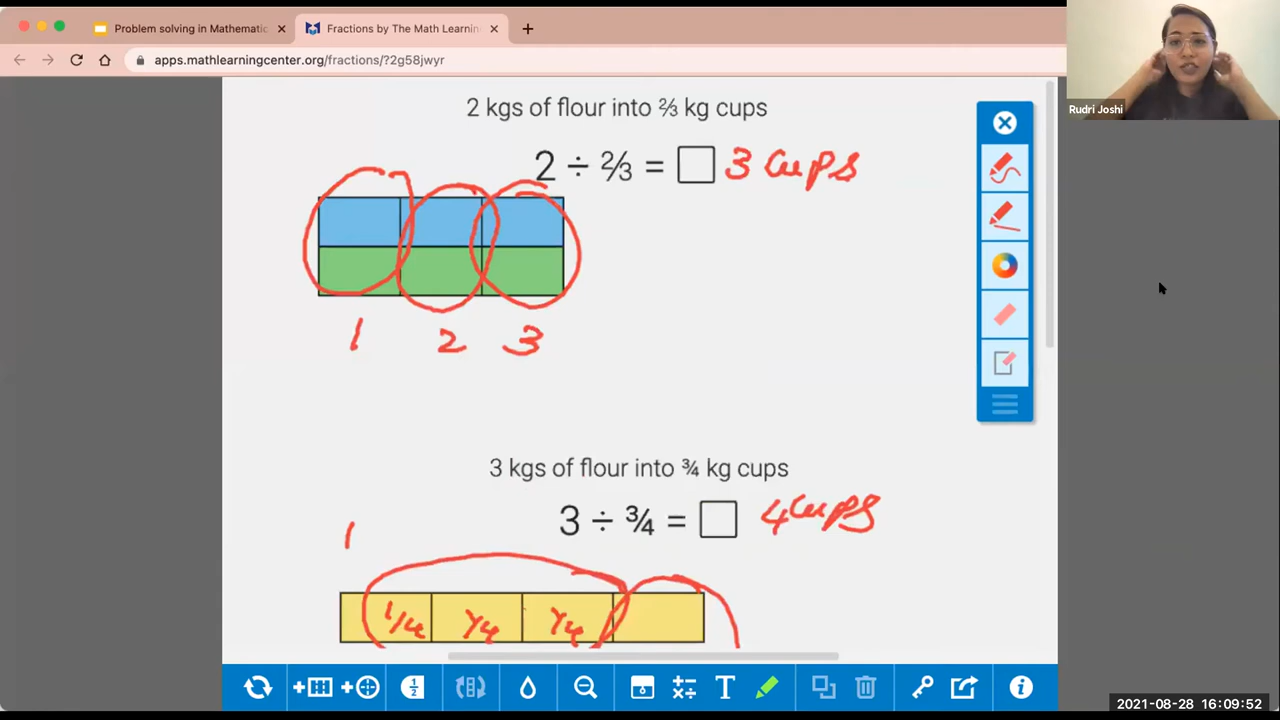 Problem solving in Mathematic
Fractions by The Math Learnin
apps.mathlearningcenter.org/fractions/?2g58jwyr
Rudri Joshi
2 kgs of flour into ⅔ kg cups
2 ÷ ⅔ = □ 3 cups
1 2 3
3 kgs of flour into ¾ kg cups
3 ÷ ¾ = □ 4 cups
1
1/4 1/4 1/4
1/2
T
2021-08-28 16:09:52